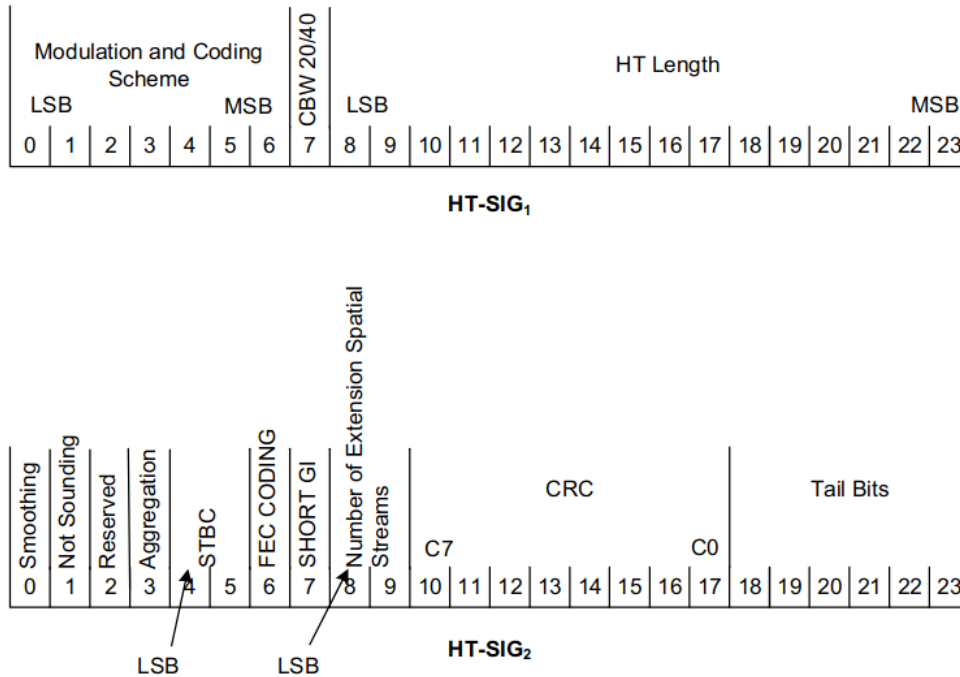 Modulation and Coding
Scheme
CBW 20/40
HT Length
LSB MSB LSB MSB
0 1 2 3 4 5 6 7 8 9 10 11 12 13 14 15 16 17 18 19 20 21 22 23
HT-SIG₁
Smoothing
Not Sounding
Reserved
Aggregation
STBC
FEC CODING
SHORT GI
Number of Extension Spatial
Streams
CRC
Tail Bits
C7 C0
0 1 2 3 4 5 6 7 8 9 10 11 12 13 14 15 16 17 18 19 20 21 22 23
LSB LSB
HT-SIG₂